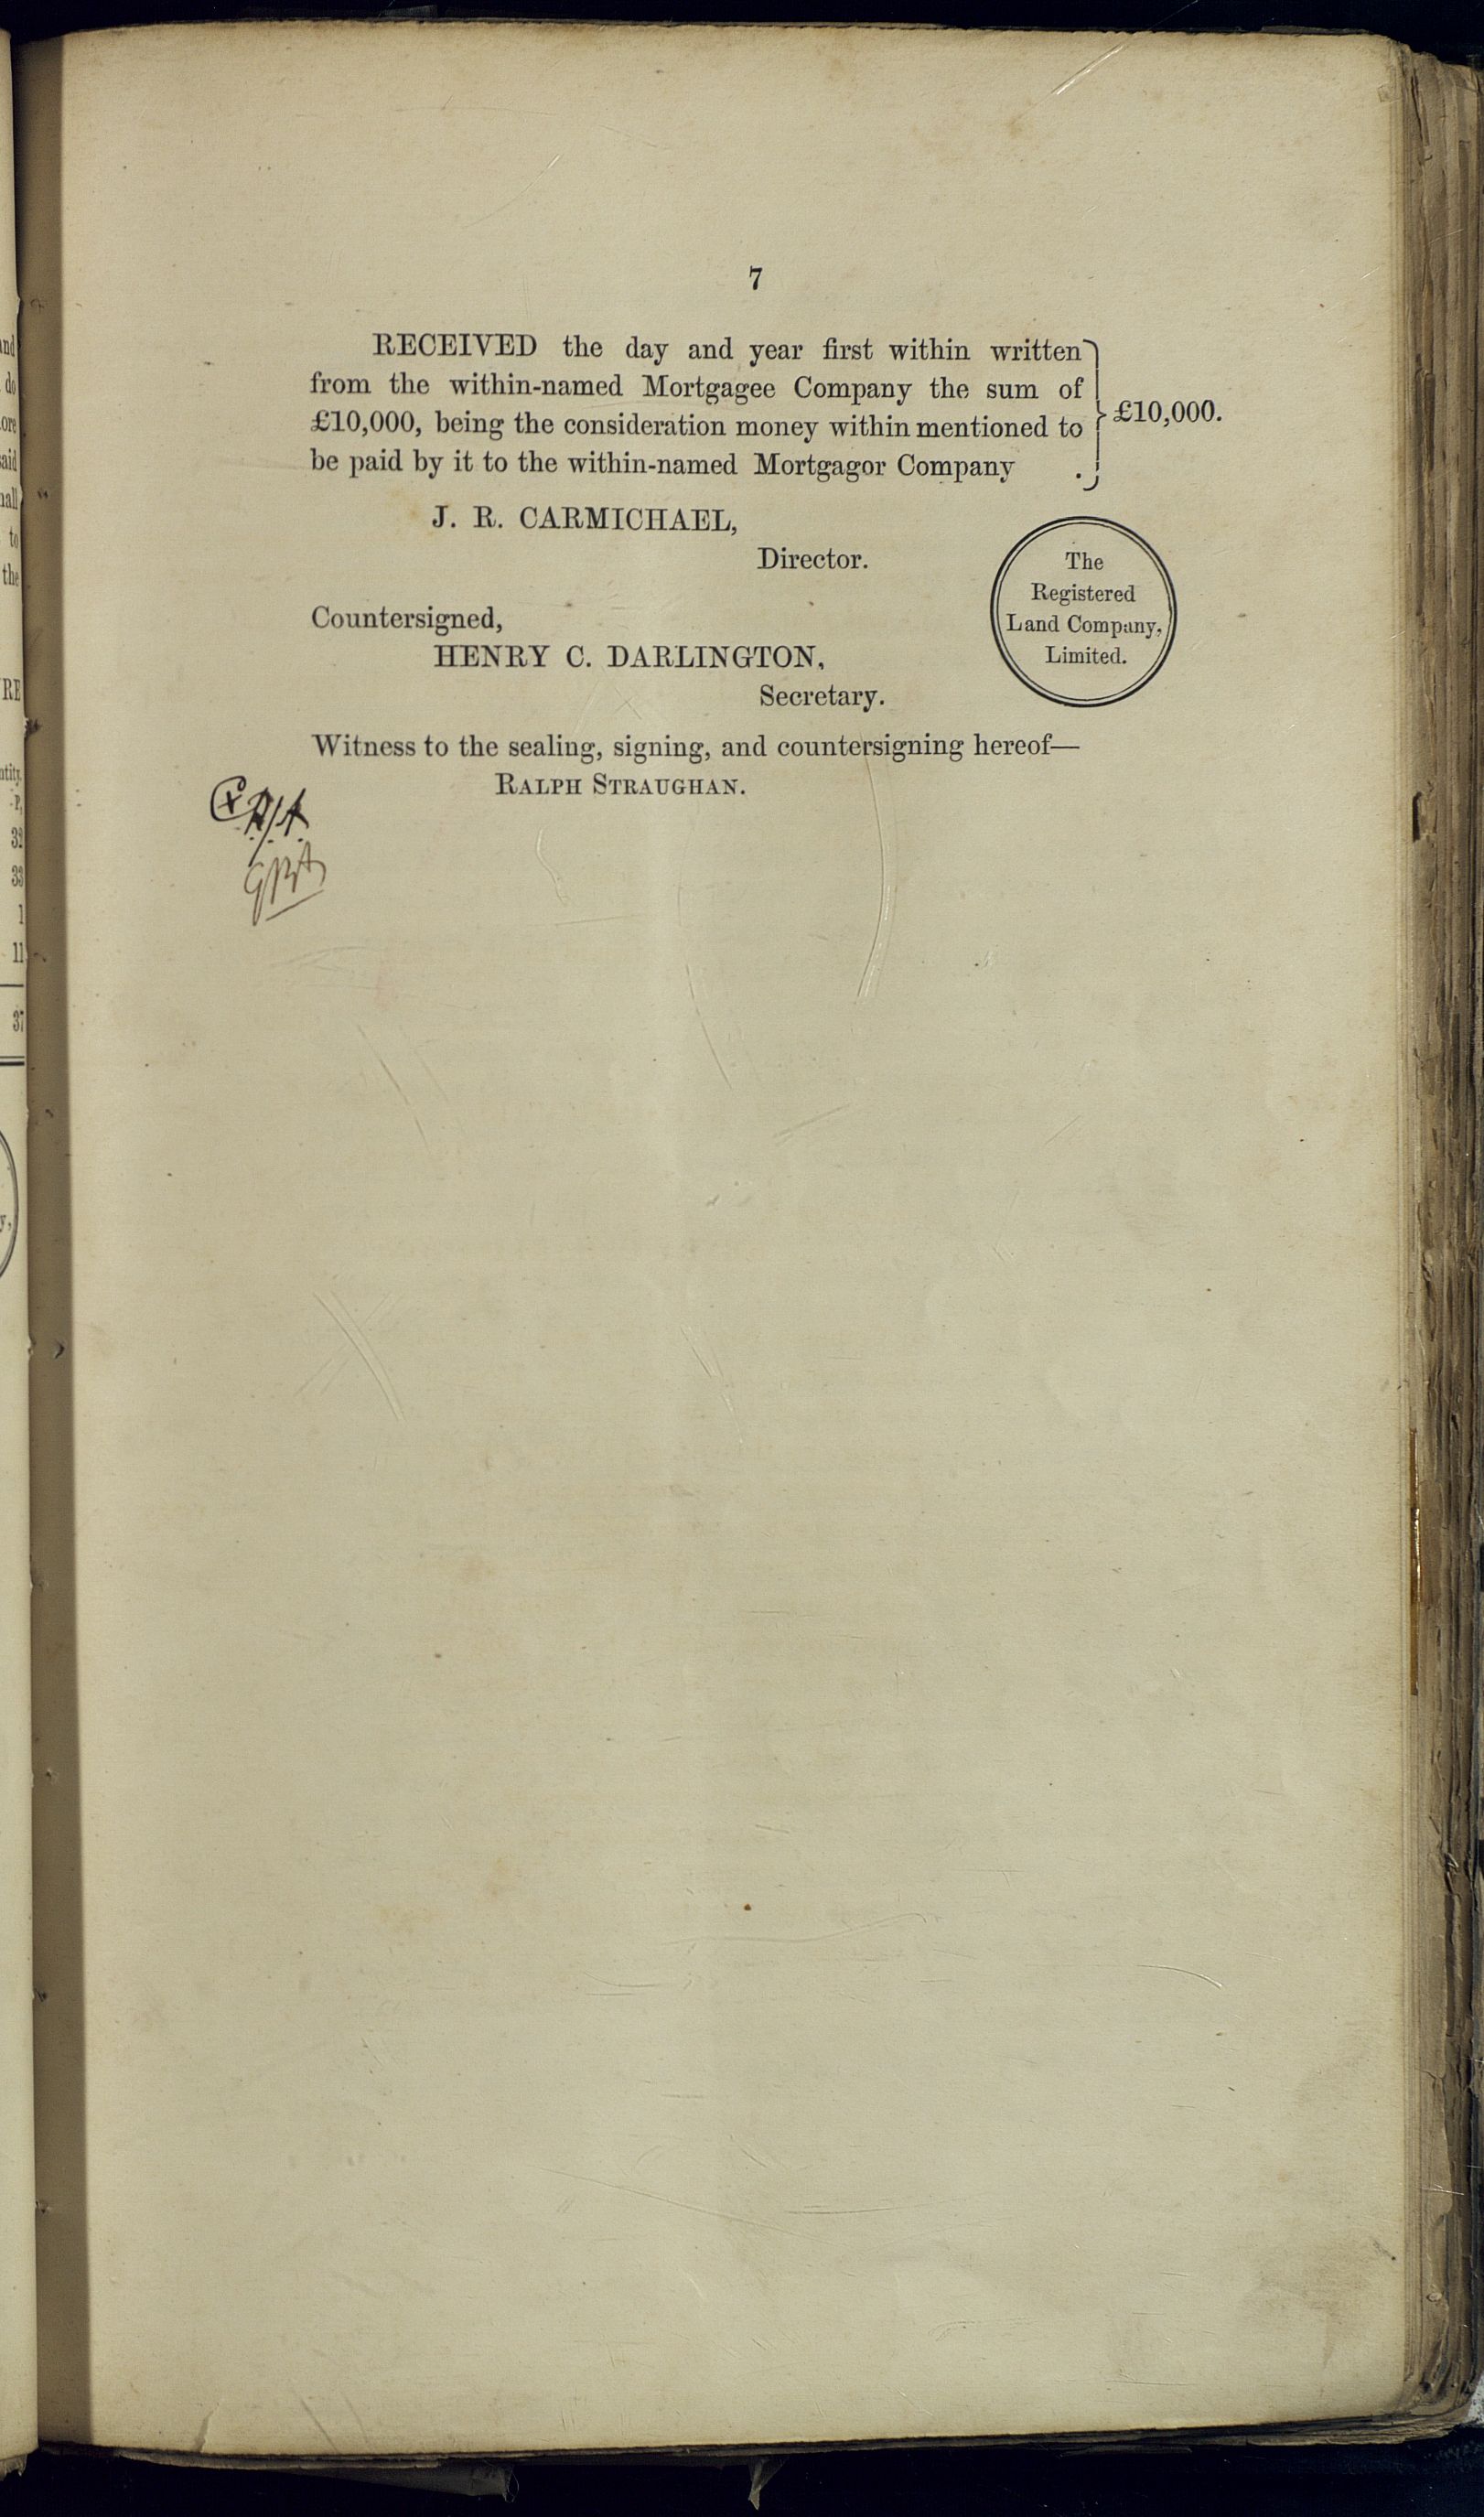 7
RECEIVED the day and year first within written
from the within-named Mortgagee Company the sum of
£10,000, being the consideration money within mentioned to
be paid by it to the within-named Mortgagor Company .
£10,000.
J. R. CARMICHAEL,
Director.
The
Registered
Land Company,
Limited.
Countersigned,
HENRY C. DARLINGTON,
Secretary.
Witness to the sealing, signing, and countersigning hereof—
RALPH STRAUGHAN.